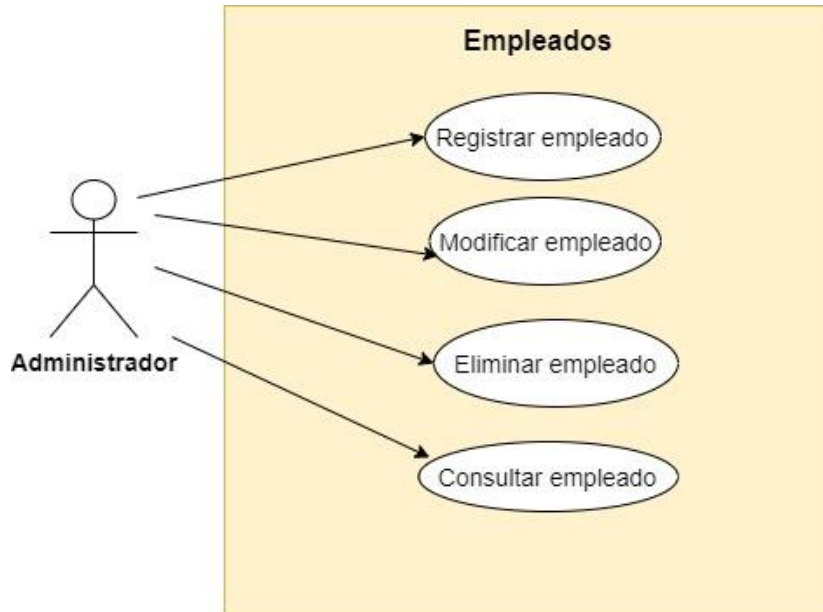 Empleados
Registrar empleado
Modificar empleado
Eliminar empleado
Consultar empleado
Administrador